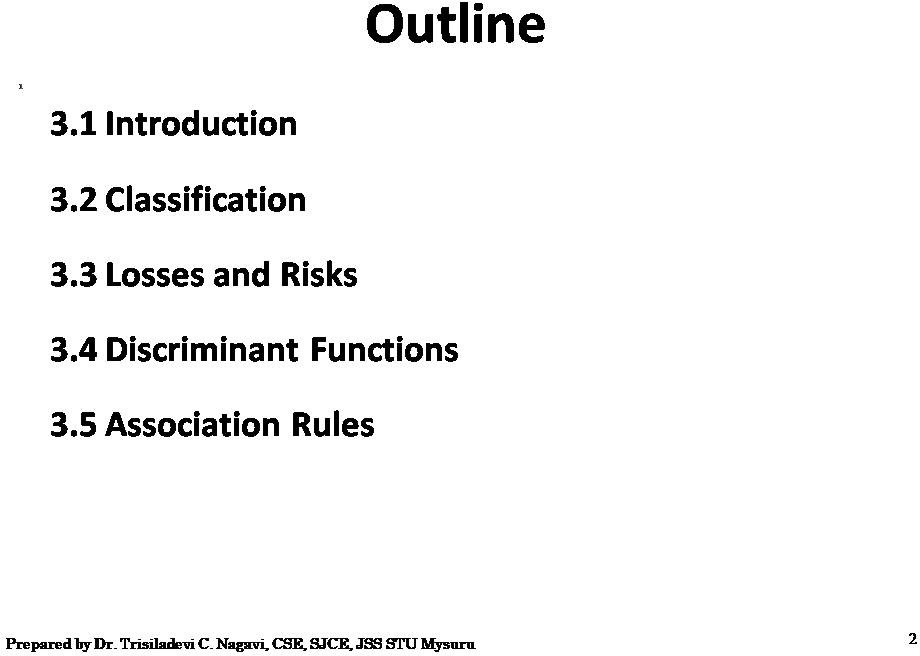 Outline
1
3.1 Introduction
3.2 Classification
3.3 Losses and Risks
3.4 Discriminant Functions
3.5 Association Rules
Prepared by Dr. Trisiladevi C. Nagavi, CSE, SJCE, JSS STU Mysuru
2